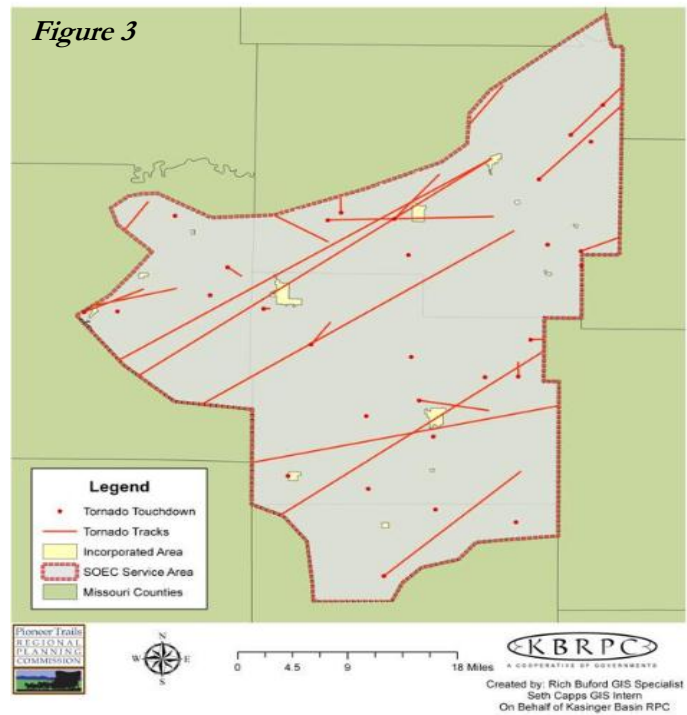 Figure 3
Legend
Tornado Touchdown
Tornado Tracks
Incorporated Area
SOEC Service Area
Missouri Counties
Pioneer Trails
REGIONAL
PLANNING
COMMISSION
N
W E
S
0 4.5 9 18 Miles
KBRPC
A COOPERATIVE OF GOVERNMENTS
Created by: Rich Buford GIS Specialist
Seth Capps GIS Intern
On Behalf of Kasinger Basin RPC